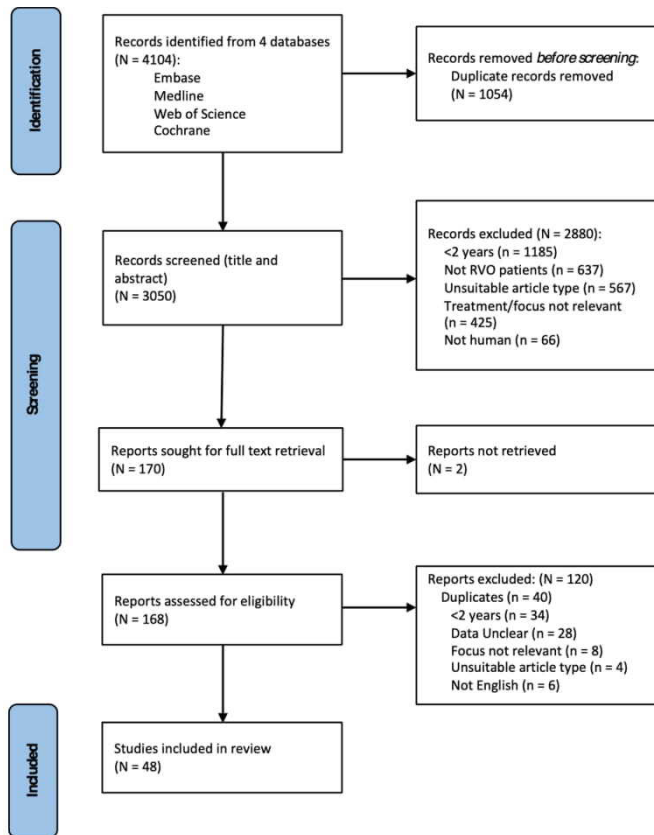 Identification
Records identified from 4 databases
(N = 4104):
Embase
Medline
Web of Science
Cochrane
Records removed before screening:
Duplicate records removed
(N = 1054)
Screening
Records screened (title and
abstract)
(N = 3050)
Records excluded (N = 2880):
<2 years (n = 1185)
Not RVO patients (n = 637)
Unsuitable article type (n = 567)
Treatment/focus not relevant
(n = 425)
Not human (n = 66)
Reports sought for full text retrieval
(N = 170)
Reports not retrieved
(N = 2)
Reports assessed for eligibility
(N = 168)
Reports excluded: (N = 120)
Duplicates (n = 40)
<2 years (n = 34)
Data Unclear (n = 28)
Focus not relevant (n = 8)
Unsuitable article type (n = 4)
Not English (n = 6)
Included
Studies included in review
(N = 48)